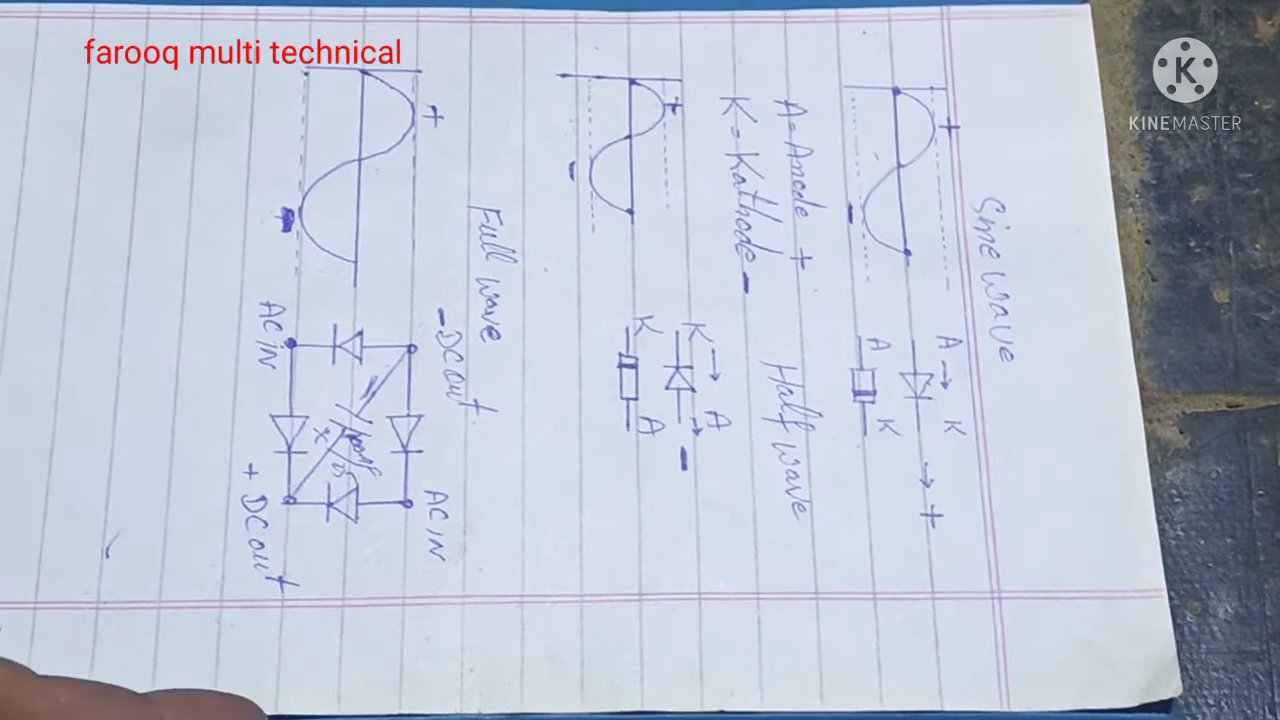 farooq multi technical
K
KINEMASTER
Sine wave
+
-
A → K
→ +
A K
A = Anode +
K = Kathode -
Half wave
+
-
K → A
→ -
K A
Full wave
+
+
- DC out
AC IN
AC IN
+ DC out